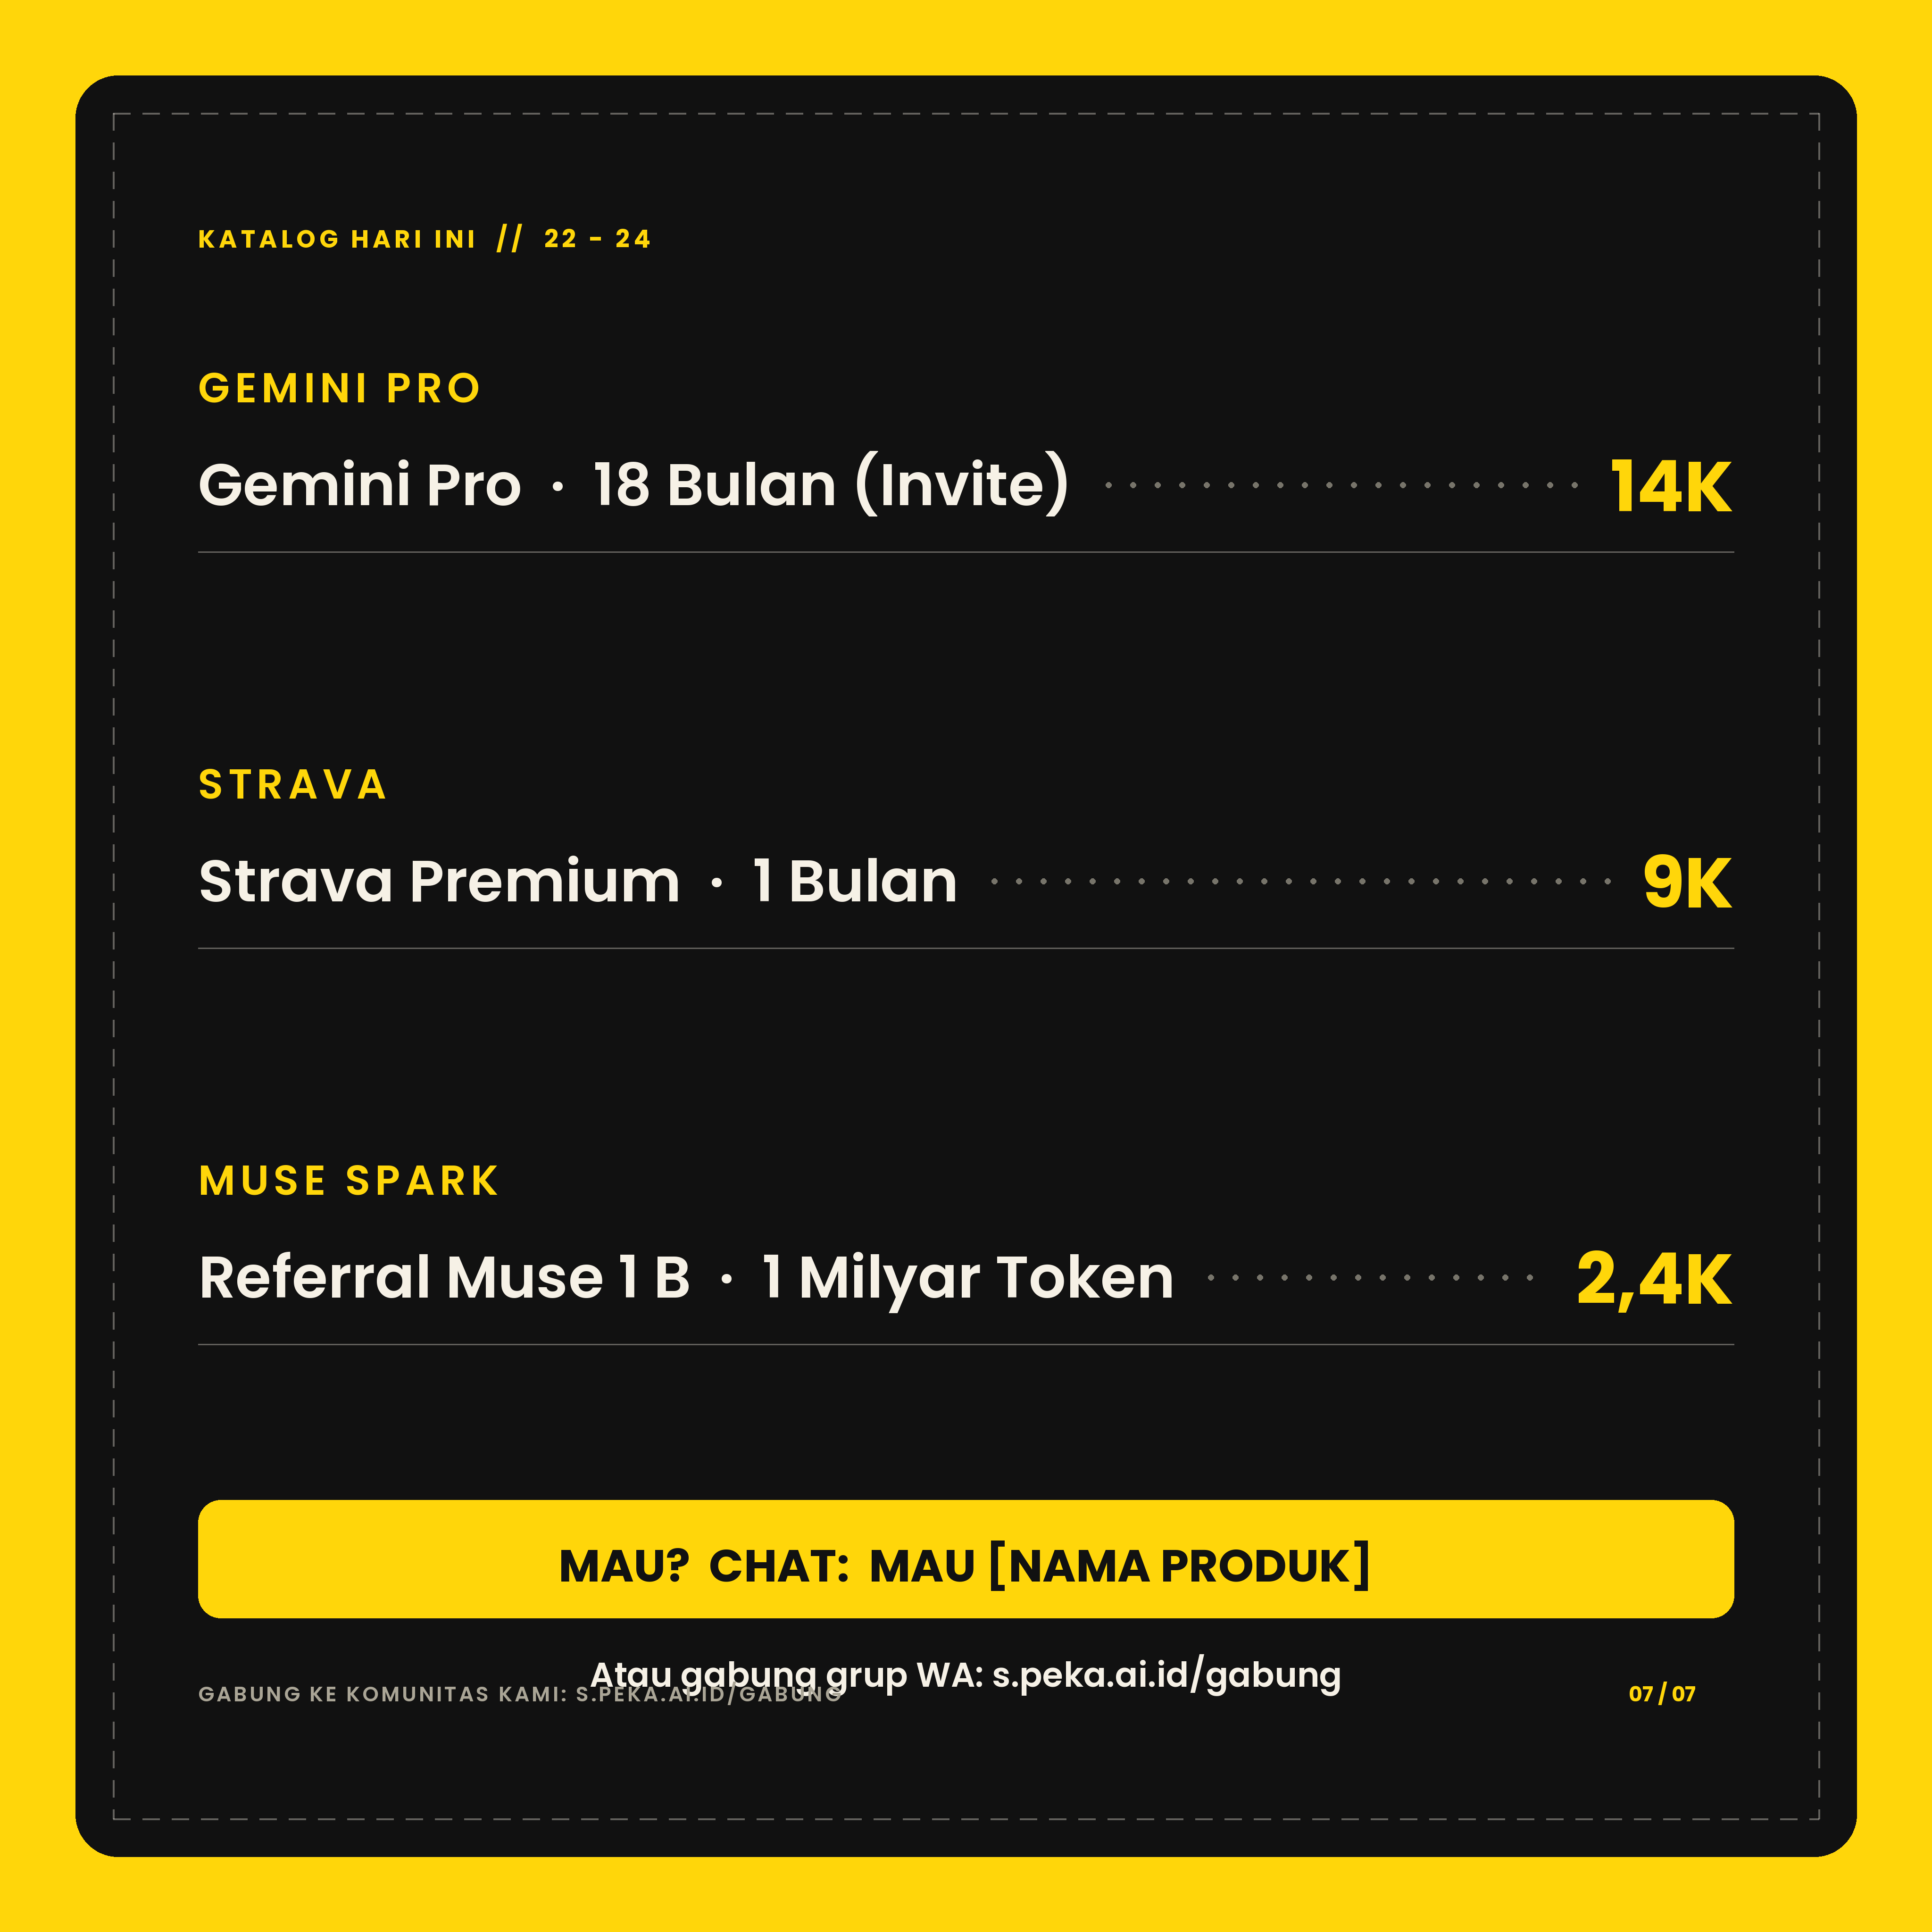 KATALOG HARI INI // 22 - 24
GEMINI PRO
Gemini Pro · 18 Bulan (Invite) 14K
STRAVA
Strava Premium · 1 Bulan 9K
MUSE SPARK
Referral Muse 1 B · 1 Milyar Token 2,4K
MAU? CHAT: MAU [NAMA PRODUK]
Atau gabung grup WA: s.peka.ai.id/gabung
GABUNG KE KOMUNITAS KAMI: S.PEKA.AI.ID/GABUNG 07 / 07